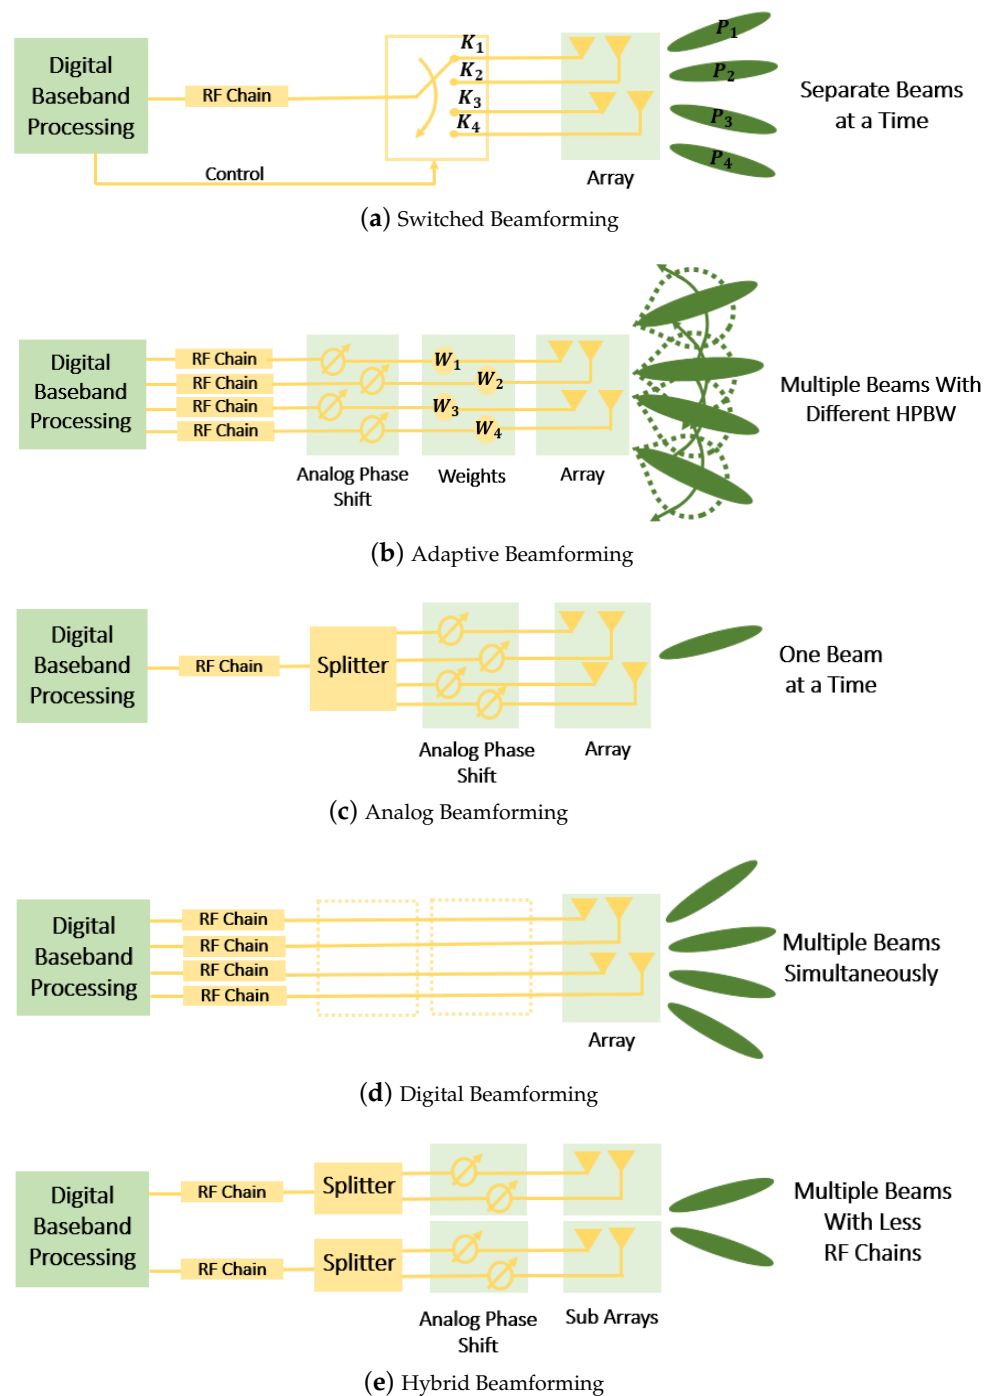 Digital
Baseband
Processing
RF Chain
Control
K1
K2
K3
K4
Array
P1
P2
P3
P4
Separate Beams
at a Time
(a) Switched Beamforming
Digital
Baseband
Processing
RF Chain
RF Chain
RF Chain
RF Chain
Analog Phase
Shift
W1
W2
W3
W4
Weights
Array
Multiple Beams With
Different HPBW
(b) Adaptive Beamforming
Digital
Baseband
Processing
RF Chain
Splitter
Analog Phase
Shift
Array
One Beam
at a Time
(c) Analog Beamforming
Digital
Baseband
Processing
RF Chain
RF Chain
RF Chain
RF Chain
Array
Multiple Beams
Simultaneously
(d) Digital Beamforming
Digital
Baseband
Processing
RF Chain
RF Chain
Splitter
Splitter
Analog Phase
Shift
Sub Arrays
Multiple Beams
With Less
RF Chains
(e) Hybrid Beamforming